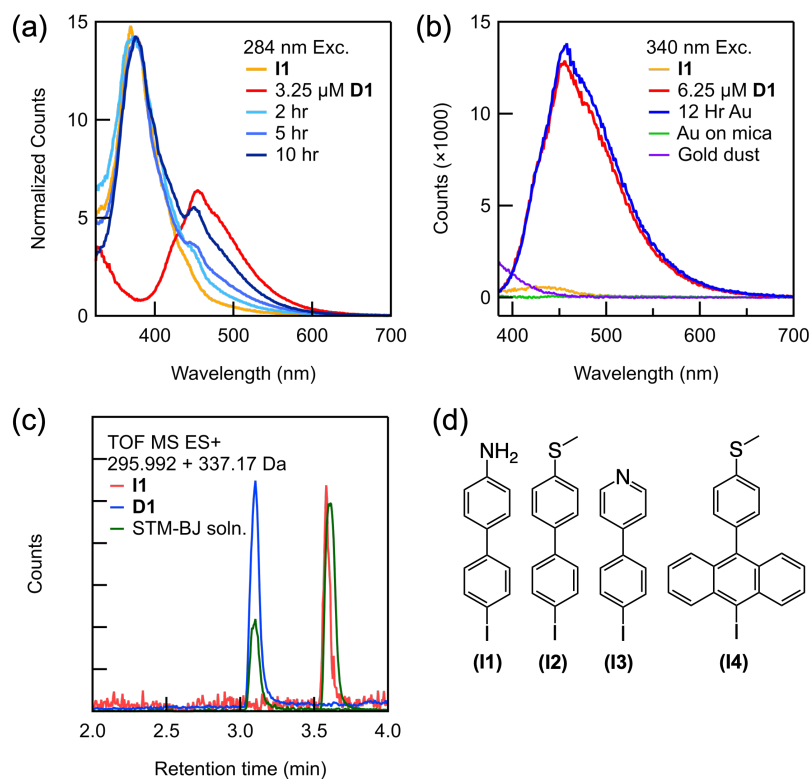 (a)
15
10
5
0
Normalized Counts
284 nm Exc.
I1
3.25 µM D1
2 hr
5 hr
10 hr
400
500
600
700
Wavelength (nm)
(b)
15
10
5
0
Counts (×1000)
340 nm Exc.
I1
6.25 µM D1
12 Hr Au
Au on mica
Gold dust
400
500
600
700
Wavelength (nm)
(c)
Counts
TOF MS ES+
295.992 + 337.17 Da
I1
D1
STM-BJ soln.
2.0
2.5
3.0
3.5
4.0
Retention time (min)
(d)
NH2
S
N
S
I
I
I
I
(I1)
(I2)
(I3)
(I4)